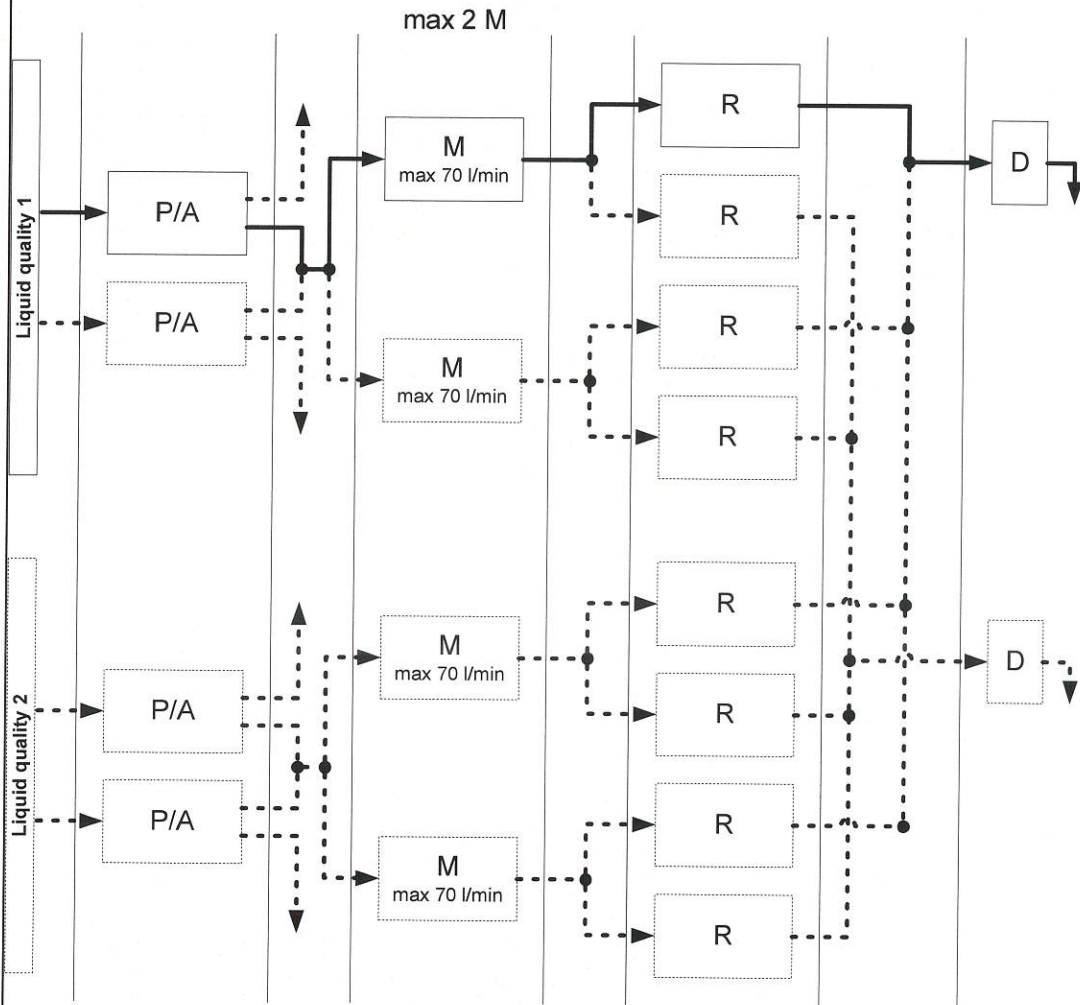 max 2 M
Liquid quality 1
P/A
P/A
M
max 70 l/min
M
max 70 l/min
R
R
R
R
D
Liquid quality 2
P/A
P/A
M
max 70 l/min
M
max 70 l/min
R
R
R
R
D